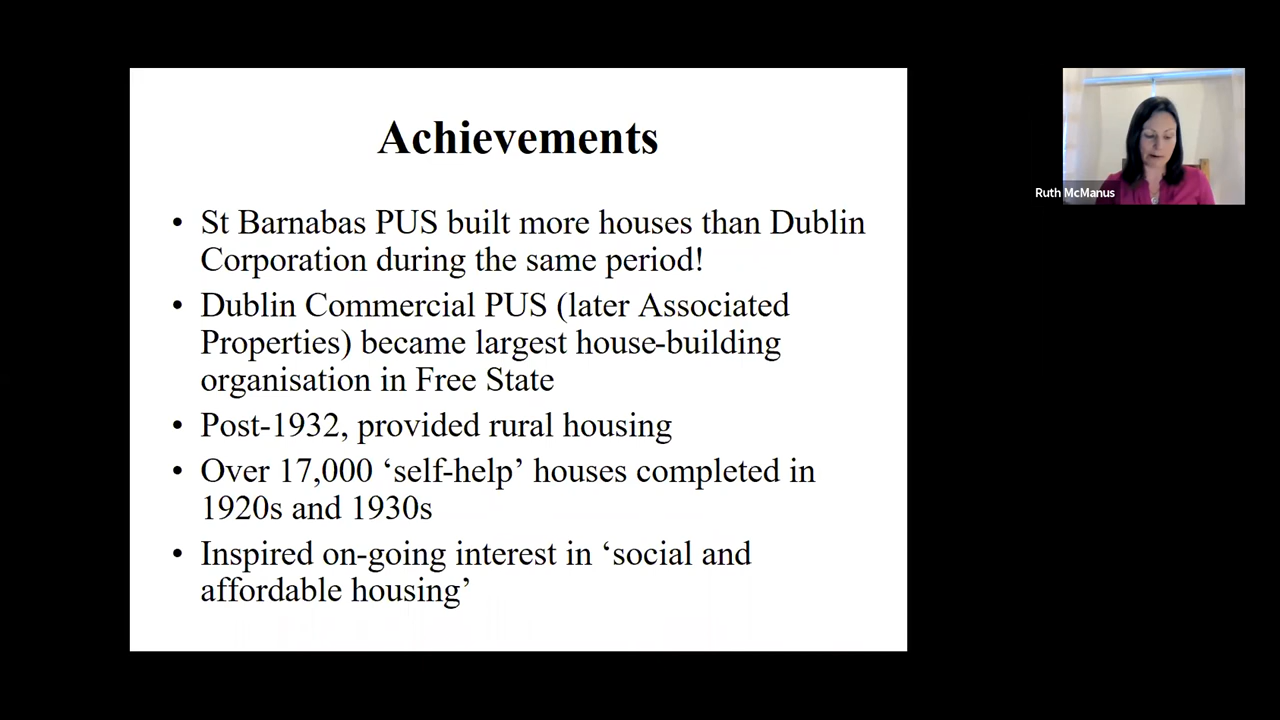 Achievements
• St Barnabas PUS built more houses than Dublin
Corporation during the same period!
• Dublin Commercial PUS (later Associated
Properties) became largest house-building
organisation in Free State
• Post-1932, provided rural housing
• Over 17,000 ‘self-help’ houses completed in
1920s and 1930s
• Inspired on-going interest in ‘social and
affordable housing’
Ruth McManus